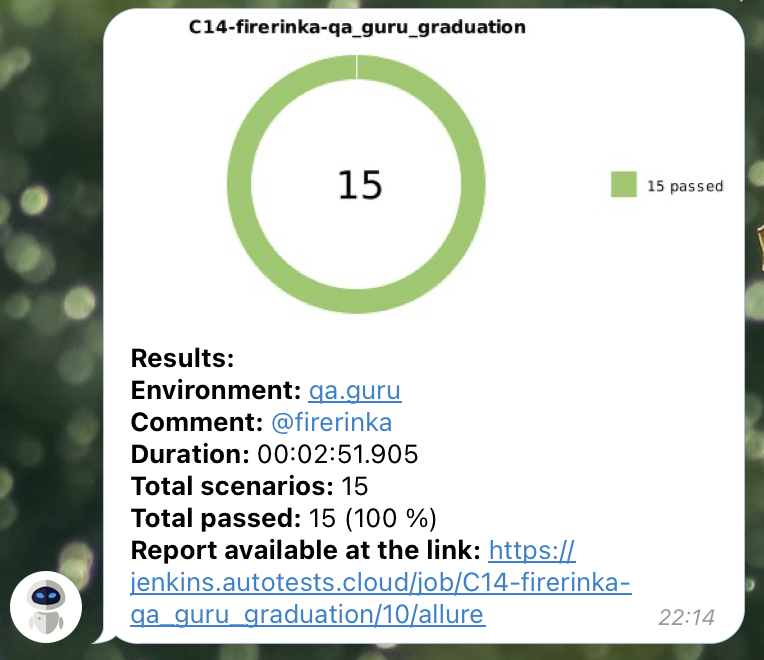 C14-firerinka-qa_guru_graduation
15
15 passed
Results:
Environment: qa.guru
Comment: @firerinka
Duration: 00:02:51.905
Total scenarios: 15
Total passed: 15 (100 %)
Report available at the link: https://
jenkins.autotests.cloud/job/C14-firerinka-
qa_guru_graduation/10/allure
22:14